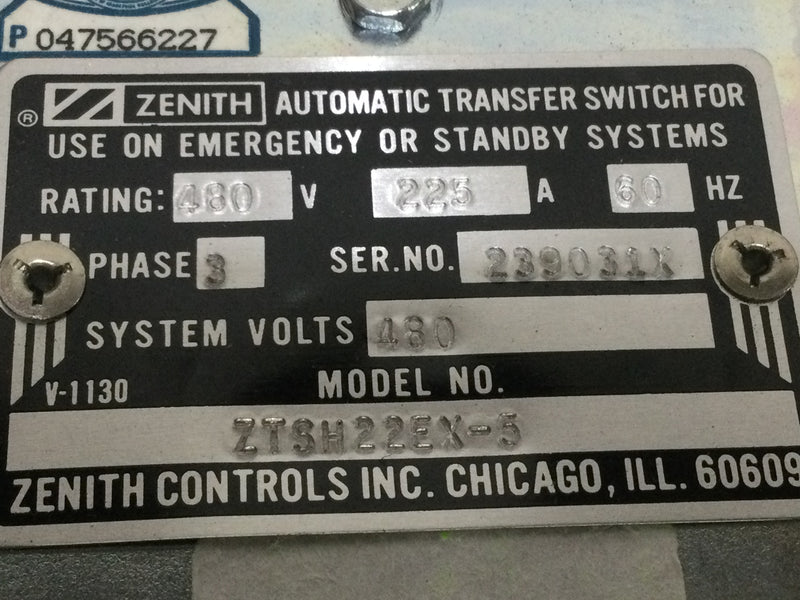 P 047566227
® ZENITH AUTOMATIC TRANSFER SWITCH FOR
USE ON EMERGENCY OR STANDBY SYSTEMS
RATING: 480 V 225 A 60 HZ
PHASE 3 SER.NO. 239031X
SYSTEM VOLTS 480
V-1130 MODEL NO.
ZTSH22EX-5
ZENITH CONTROLS INC. CHICAGO, ILL. 60609